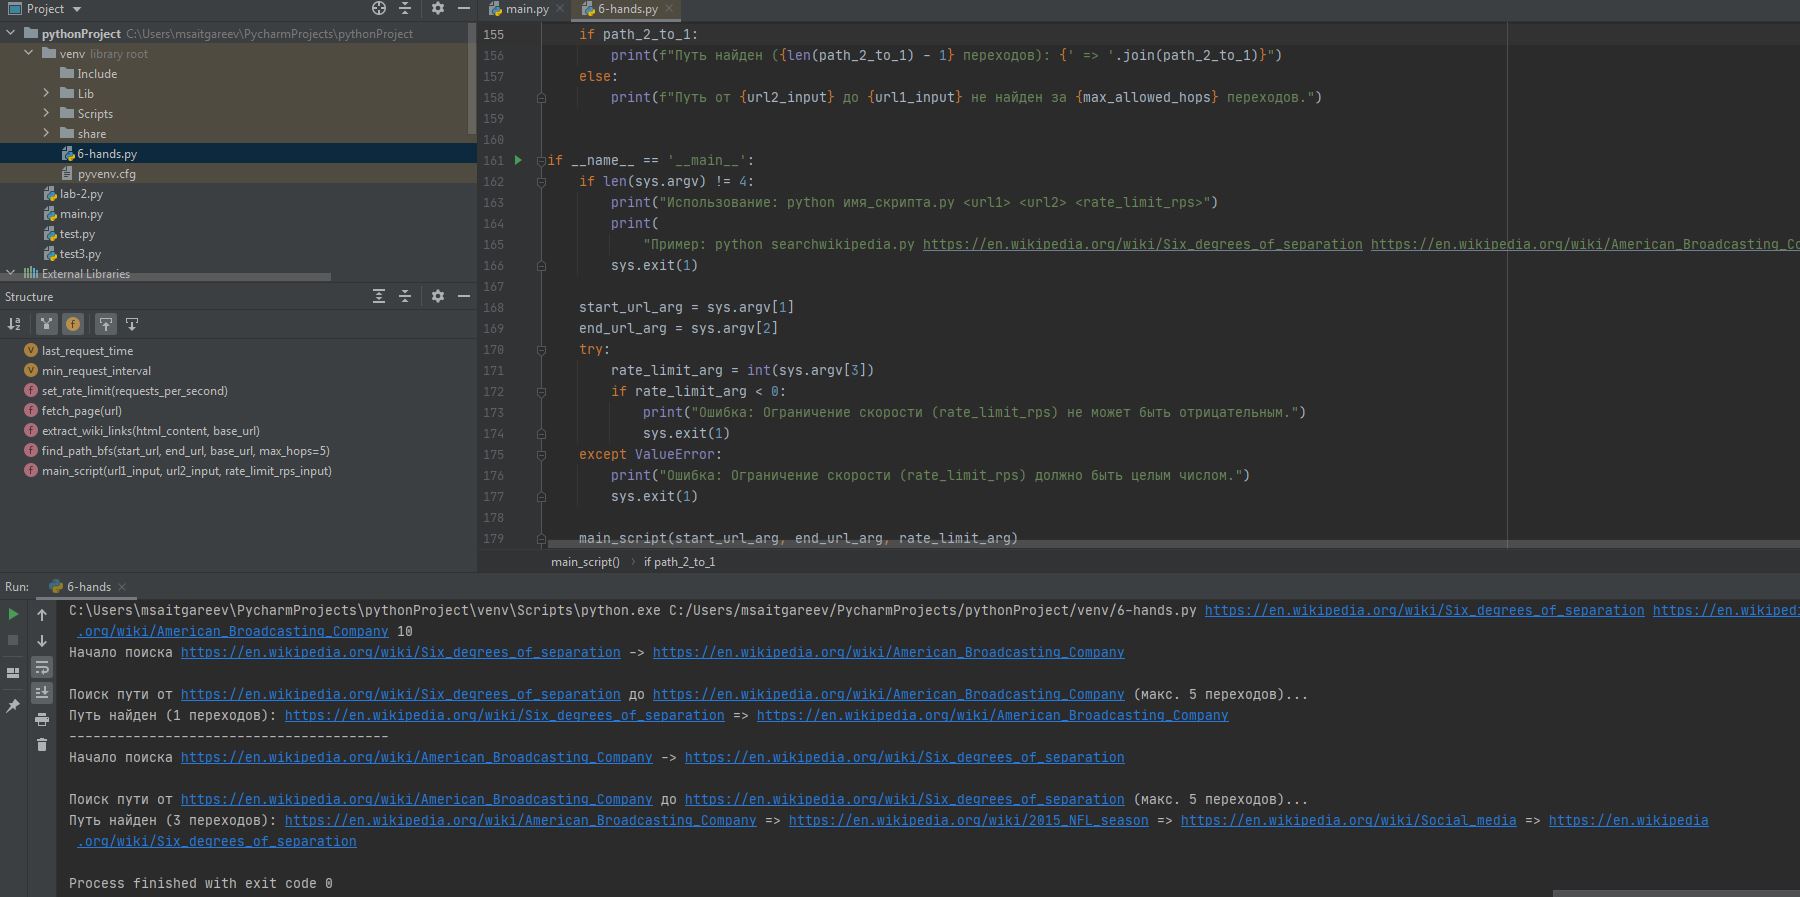 Project
pythonProject C:\Users\msaitgareev\PycharmProjects\pythonProject
venv library root
Include
Lib
Scripts
share
6-hands.py
pyvenv.cfg
lab-2.py
main.py
test.py
test3.py
External Libraries
Structure
last_request_time
min_request_interval
set_rate_limit(requests_per_second)
fetch_page(url)
extract_wiki_links(html_content, base_url)
find_path_bfs(start_url, end_url, base_url, max_hops=5)
main_script(url1_input, url2_input, rate_limit_rps_input)
main.py 6-hands.py
155 if path_2_to_1:
156 print(f"Путь найден ({len(path_2_to_1) - 1} переходов): {' => '.join(path_2_to_1)}")
157 else:
158 print(f"Путь от {url2_input} до {url1_input} не найден за {max_allowed_hops} переходов.")
159
160
161 if __name__ == '__main__':
162 if len(sys.argv) != 4:
163 print("Использование: python имя_скрипта.py <url1> <url2> <rate_limit_rps>")
164 print(
165 "Пример: python searchwikipedia.py https://en.wikipedia.org/wiki/Six_degrees_of_separation https://en.wikipedia.org/wiki/American_Broadcasting_Co
166 sys.exit(1)
167
168 start_url_arg = sys.argv[1]
169 end_url_arg = sys.argv[2]
170 try:
171 rate_limit_arg = int(sys.argv[3])
172 if rate_limit_arg < 0:
173 print("Ошибка: Ограничение скорости (rate_limit_rps) не может быть отрицательным.")
174 sys.exit(1)
175 except ValueError:
176 print("Ошибка: Ограничение скорости (rate_limit_rps) должно быть целым числом.")
177 sys.exit(1)
178
179 main_script(start_url_arg, end_url_arg, rate_limit_arg)
main_script() › if path_2_to_1
Run: 6-hands
C:\Users\msaitgareev\PycharmProjects\pythonProject\venv\Scripts\python.exe C:/Users/msaitgareev/PycharmProjects/pythonProject/venv/6-hands.py https://en.wikipedia.org/wiki/Six_degrees_of_separation https://en.wikipedi
.org/wiki/American_Broadcasting_Company 10
Начало поиска https://en.wikipedia.org/wiki/Six_degrees_of_separation -> https://en.wikipedia.org/wiki/American_Broadcasting_Company
Поиск пути от https://en.wikipedia.org/wiki/Six_degrees_of_separation до https://en.wikipedia.org/wiki/American_Broadcasting_Company (макс. 5 переходов)...
Путь найден (1 переходов): https://en.wikipedia.org/wiki/Six_degrees_of_separation => https://en.wikipedia.org/wiki/American_Broadcasting_Company
----------------------------------------
Начало поиска https://en.wikipedia.org/wiki/American_Broadcasting_Company -> https://en.wikipedia.org/wiki/Six_degrees_of_separation
Поиск пути от https://en.wikipedia.org/wiki/American_Broadcasting_Company до https://en.wikipedia.org/wiki/Six_degrees_of_separation (макс. 5 переходов)...
Путь найден (3 переходов): https://en.wikipedia.org/wiki/American_Broadcasting_Company => https://en.wikipedia.org/wiki/2015_NFL_season => https://en.wikipedia.org/wiki/Social_media => https://en.wikipedia
.org/wiki/Six_degrees_of_separation
Process finished with exit code 0